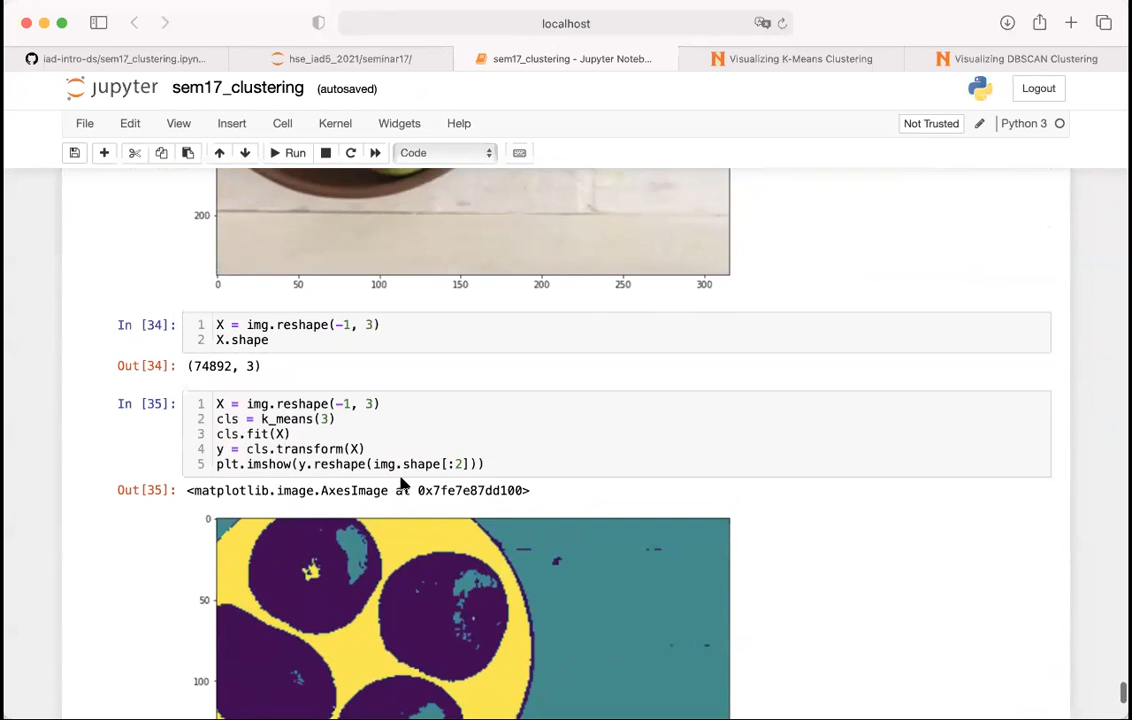 localhost
iad-intro-ds/sem17_clustering.ipyn...
hse_iad5_2021/seminar17/
sem17_clustering - Jupyter Noteb...
Visualizing K-Means Clustering
Visualizing DBSCAN Clustering
jupyter sem17_clustering (autosaved)
Logout
File Edit View Insert Cell Kernel Widgets Help
Not Trusted
Python 3
Run
Code
200
0 50 100 150 200 250 300
In [34]: 1 X = img.reshape(-1, 3)
2 X.shape
Out[34]: (74892, 3)
In [35]: 1 X = img.reshape(-1, 3)
2 cls = k_means(3)
3 cls.fit(X)
4 y = cls.transform(X)
5 plt.imshow(y.reshape(img.shape[:2]))
Out[35]: <matplotlib.image.AxesImage at 0x7fe7e87dd100>
0
50
100